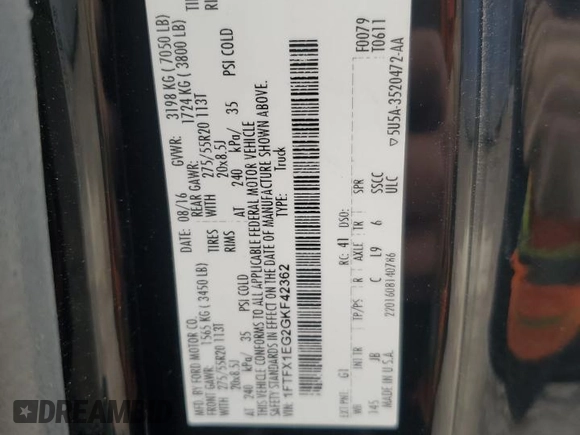 MFD. BY FORD MOTOR CO.
DATE: 08/16 GVWR: 3198 KG ( 7050 LB)
FRONT GAWR: 1565 KG ( 3450 LB)
REAR GAWR: 1724 KG ( 3800 LB)
WITH 275/55R20 113T TIRES
20x8.5J RIMS
AT 240 kPa/ 35 PSI COLD
TIRES WITH 275/55R20 113T
RIMS 20x8.5J
AT 240 kPa/ 35 PSI COLD
THIS VEHICLE CONFORMS TO ALL APPLICABLE FEDERAL MOTOR VEHICLE
SAFETY STANDARDS IN EFFECT ON THE DATE OF MANUFACTURE SHOWN ABOVE.
VIN: 1FTFX1EG2GKF42362 TYPE: Truck
F0079
T0611
EXT PNT: G1 RC: 41 DSO:
WB INT TR TP/PS R AXLE TR SPR
145 JB C L9 6 SSCC
ULC
2701608140786
MADE IN U.S.A. 5U5A-3520472-AA
DREAMBID